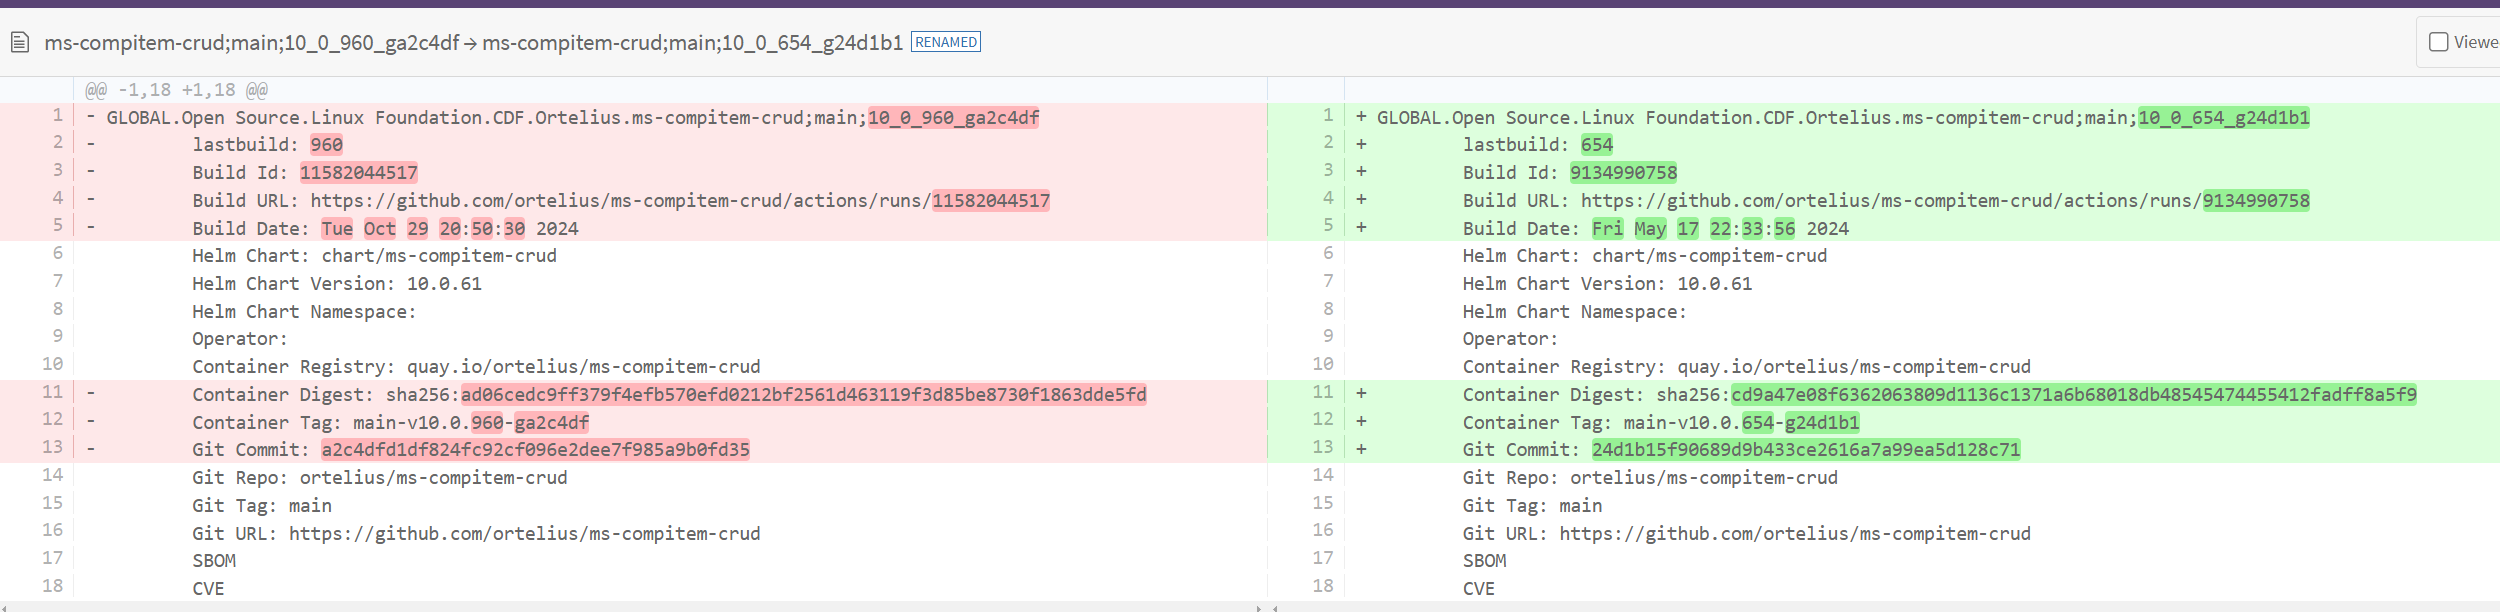 ms-compitem-crud;main;10_0_960_ga2c4df → ms-compitem-crud;main;10_0_654_g24d1b1 RENAMED
@@ -1,18 +1,18 @@
1 - GLOBAL.Open Source.Linux Foundation.CDF.Ortelius.ms-compitem-crud;main;10_0_960_ga2c4df
2 - lastbuild: 960
3 - Build Id: 11582044517
4 - Build URL: https://github.com/ortelius/ms-compitem-crud/actions/runs/11582044517
5 - Build Date: Tue Oct 29 20:50:30 2024
6 Helm Chart: chart/ms-compitem-crud
7 Helm Chart Version: 10.0.61
8 Helm Chart Namespace:
9 Operator:
10 Container Registry: quay.io/ortelius/ms-compitem-crud
11 - Container Digest: sha256:ad06cedc9ff379f4efb570efd0212bf2561d463119f3d85be8730f1863dde5fd
12 - Container Tag: main-v10.0.960-ga2c4df
13 - Git Commit: a2c4dfd1df824fc92cf096e2dee7f985a9b0fd35
14 Git Repo: ortelius/ms-compitem-crud
15 Git Tag: main
16 Git URL: https://github.com/ortelius/ms-compitem-crud
17 SBOM
18 CVE
1 + GLOBAL.Open Source.Linux Foundation.CDF.Ortelius.ms-compitem-crud;main;10_0_654_g24d1b1
2 + lastbuild: 654
3 + Build Id: 9134990758
4 + Build URL: https://github.com/ortelius/ms-compitem-crud/actions/runs/9134990758
5 + Build Date: Fri May 17 22:33:56 2024
6 Helm Chart: chart/ms-compitem-crud
7 Helm Chart Version: 10.0.61
8 Helm Chart Namespace:
9 Operator:
10 Container Registry: quay.io/ortelius/ms-compitem-crud
11 + Container Digest: sha256:cd9a47e08f6362063809d1136c1371a6b68018db48545474455412fadff8a5f9
12 + Container Tag: main-v10.0.654-g24d1b1
13 + Git Commit: 24d1b15f90689d9b433ce2616a7a99ea5d128c71
14 Git Repo: ortelius/ms-compitem-crud
15 Git Tag: main
16 Git URL: https://github.com/ortelius/ms-compitem-crud
17 SBOM
18 CVE